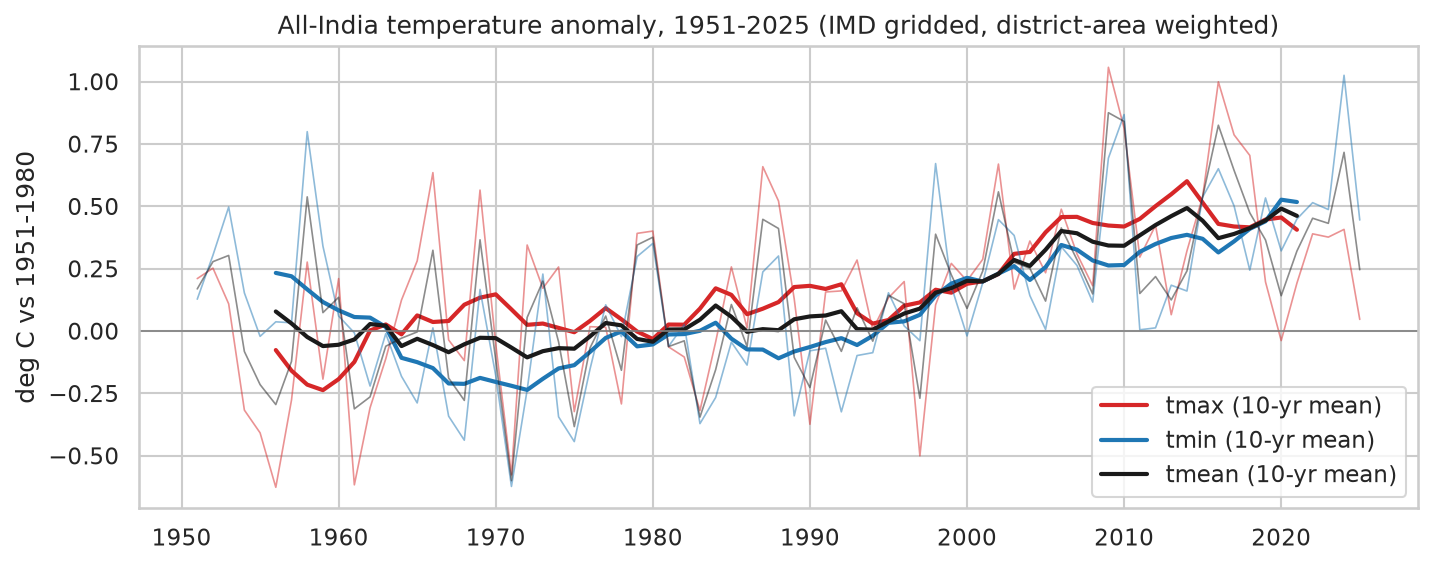 All-India temperature anomaly, 1951-2025 (IMD gridded, district-area weighted)
deg C vs 1951-1980
1.00
0.75
0.50
0.25
0.00
−0.25
−0.50
1950 1960 1970 1980 1990 2000 2010 2020
tmax (10-yr mean)
tmin (10-yr mean)
tmean (10-yr mean)